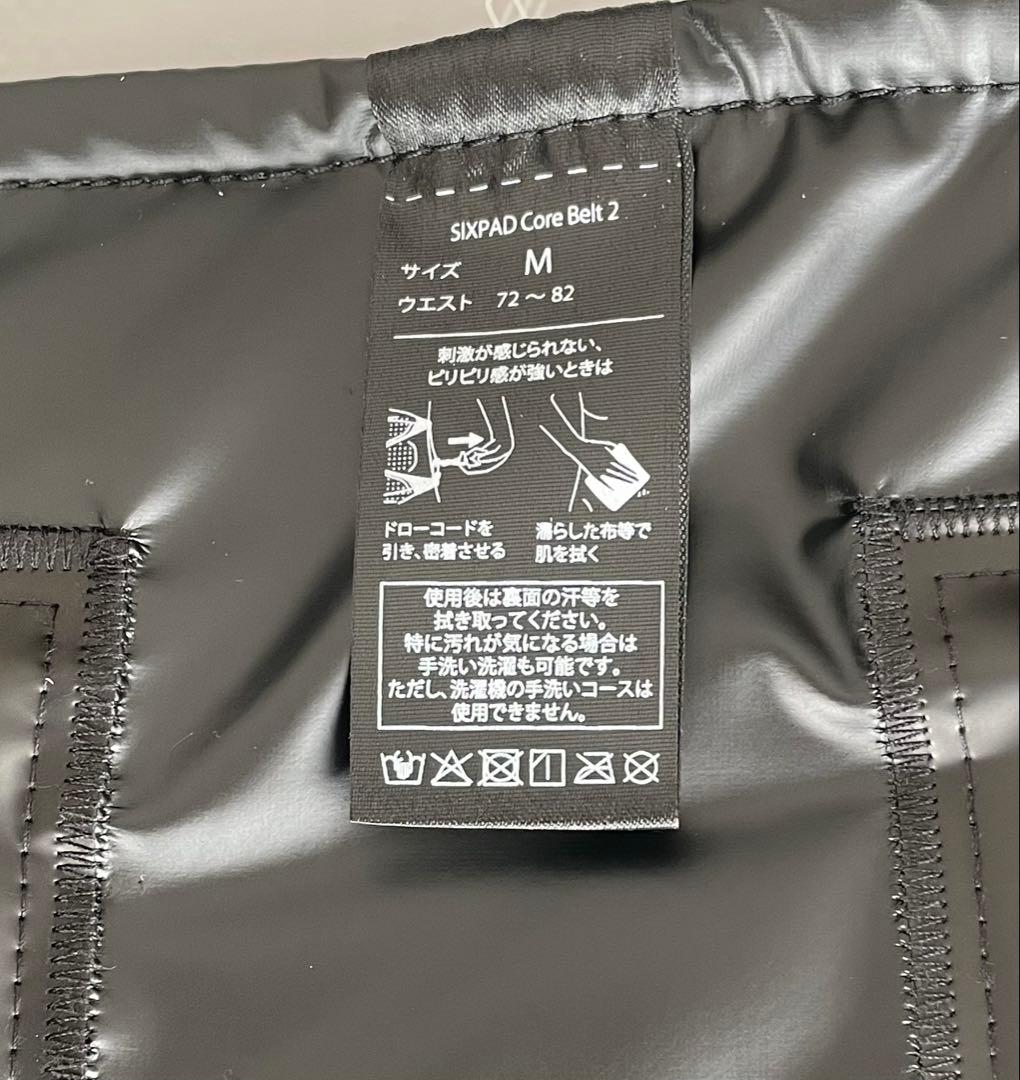 SIXPAD Core Belt 2
サイズ M
ウエスト 72～82
刺激が感じられない、
ピリピリ感が強いときは
ドローコードを
引き、密着させる
濡らした布等で
肌を拭く
使用後は裏面の汗等を
拭き取ってください。
特に汚れが気になる場合は
手洗い洗濯も可能です。
ただし、洗濯機の手洗いコースは
使用できません。